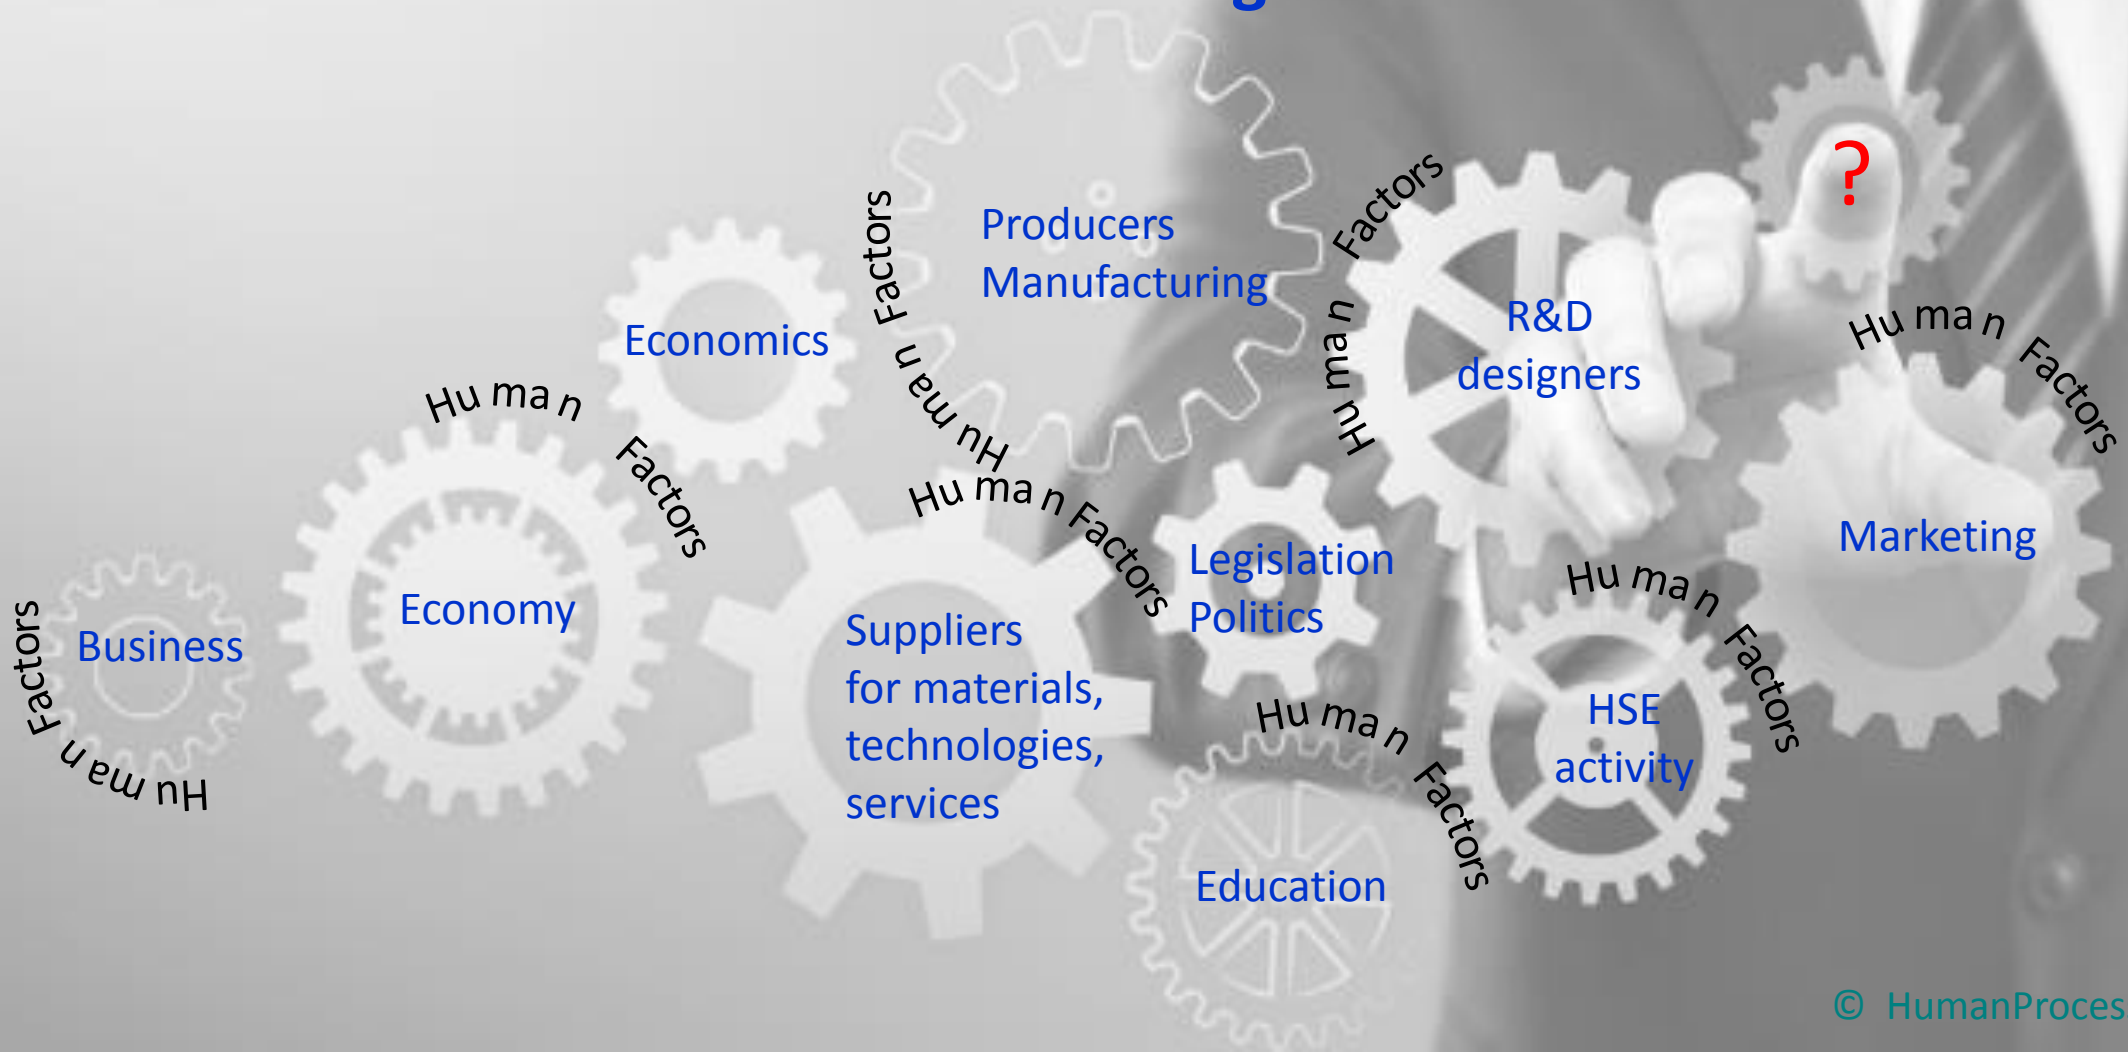 ?
Producers
Manufacturing
Human Factors
Human Factors
R&D
designers
Human Factors
Economics
Human Factors
Human Factors
Marketing
Legislation
Politics
Human Factors
Economy
Business
Human Factors
Suppliers
for materials,
technologies,
services
HSE
activity
Human Factors
Education
© HumanProces